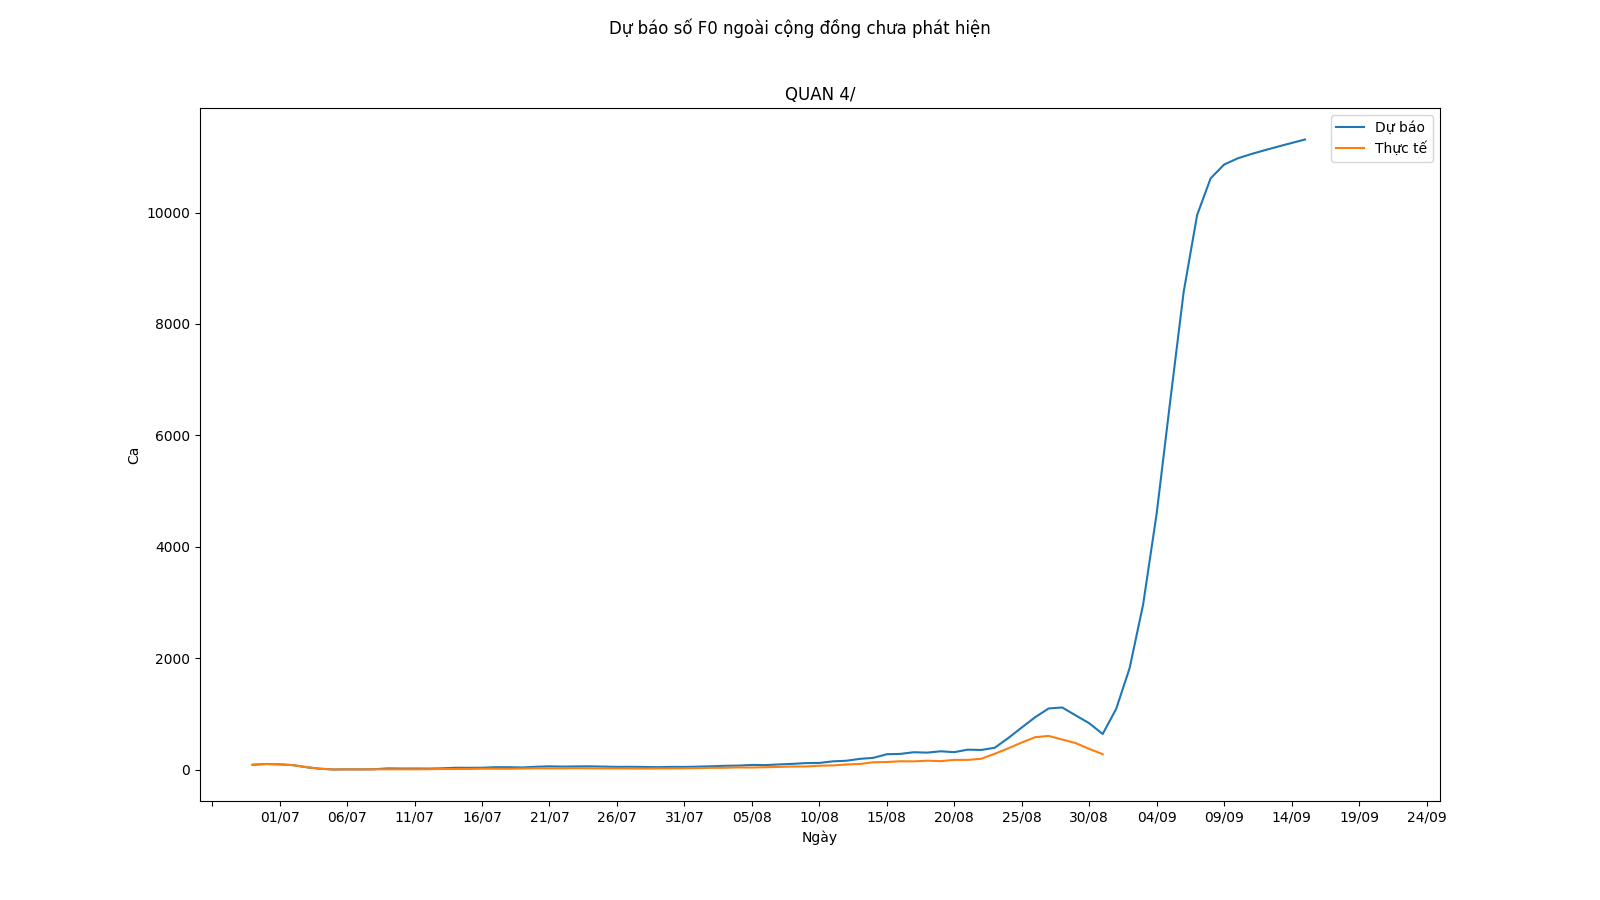 Dự báo số F0 ngoài cộng đồng chưa phát hiện
QUAN 4/
Dự báo
Thực tế
10000
8000
6000
4000
2000
0
Ca
01/07 06/07 11/07 16/07 21/07 26/07 31/07 05/08 10/08 15/08 20/08 25/08 30/08 04/09 09/09 14/09 19/09 24/09
Ngày